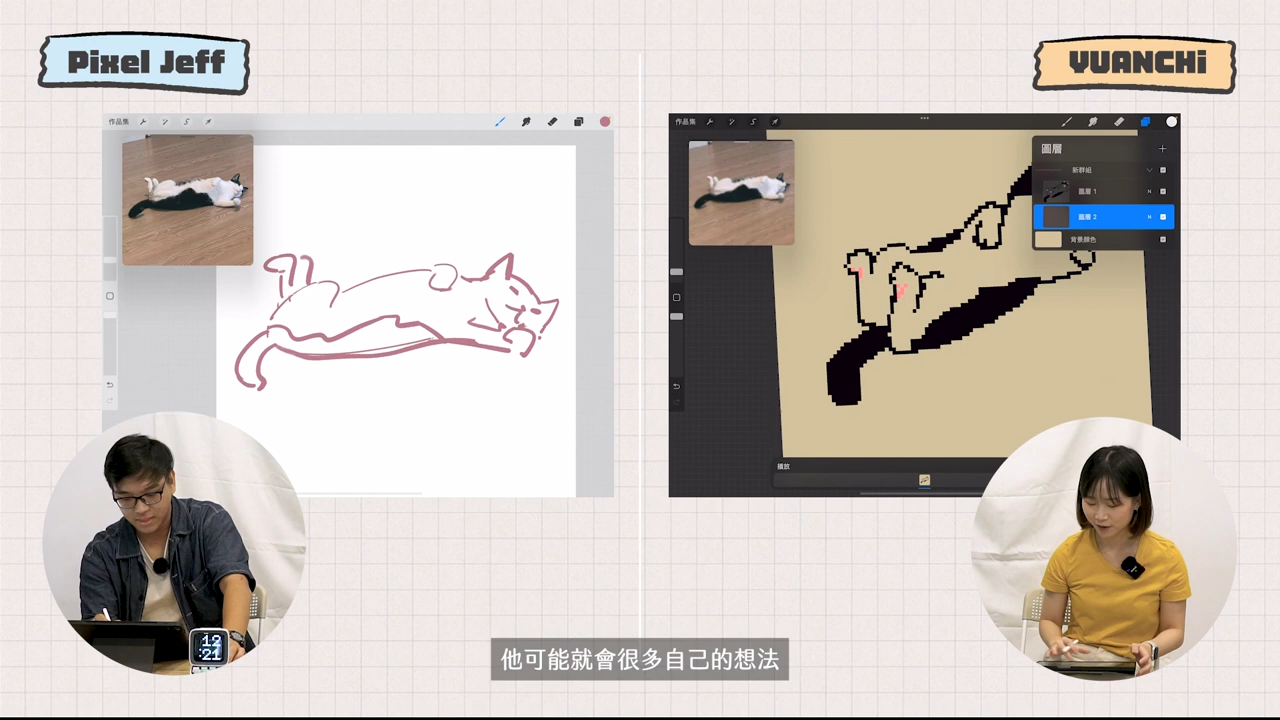 Pixel Jeff
YUANCHi
作品集
作品集
圖層
新群組
圖層 1
N
圖層 2
N
背景顏色
播放
12
:21
他可能就會很多自己的想法